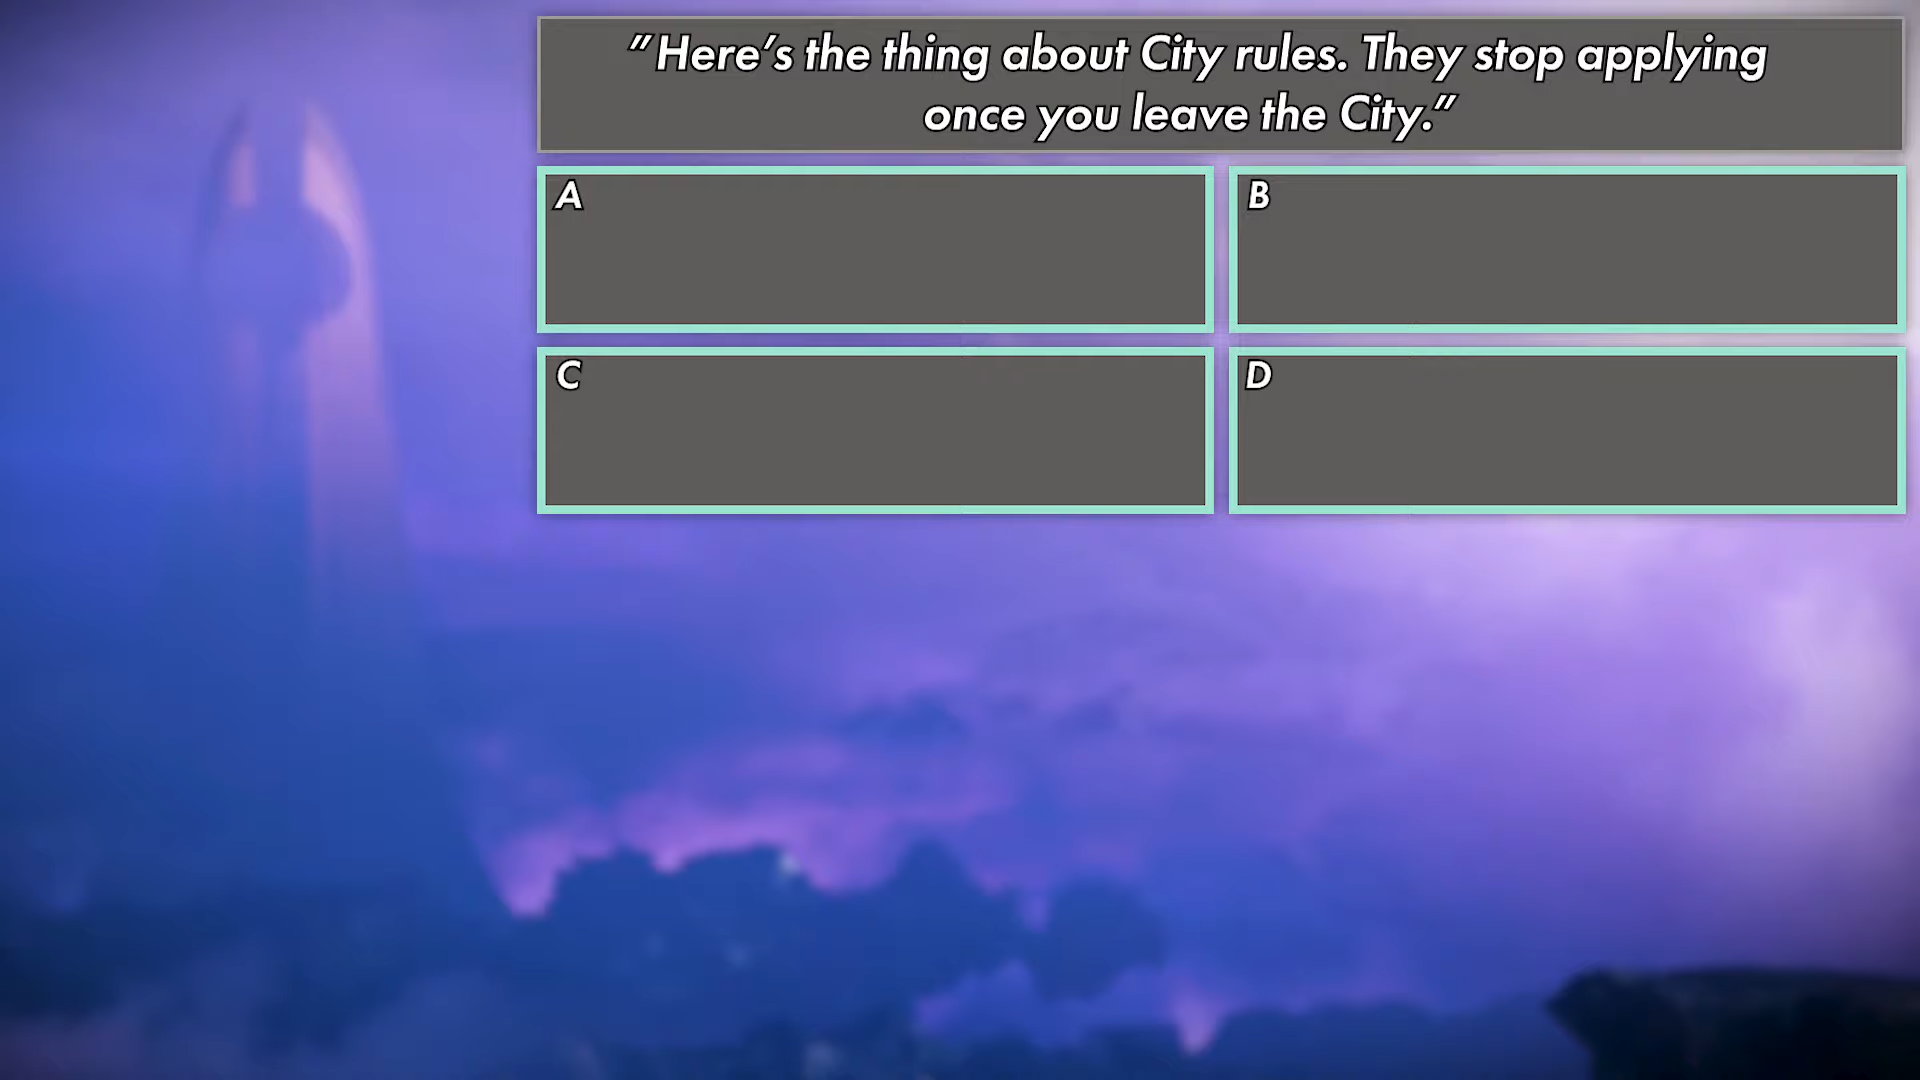 "Here's the thing about City rules. They stop applying
once you leave the City."
A
B
C
D